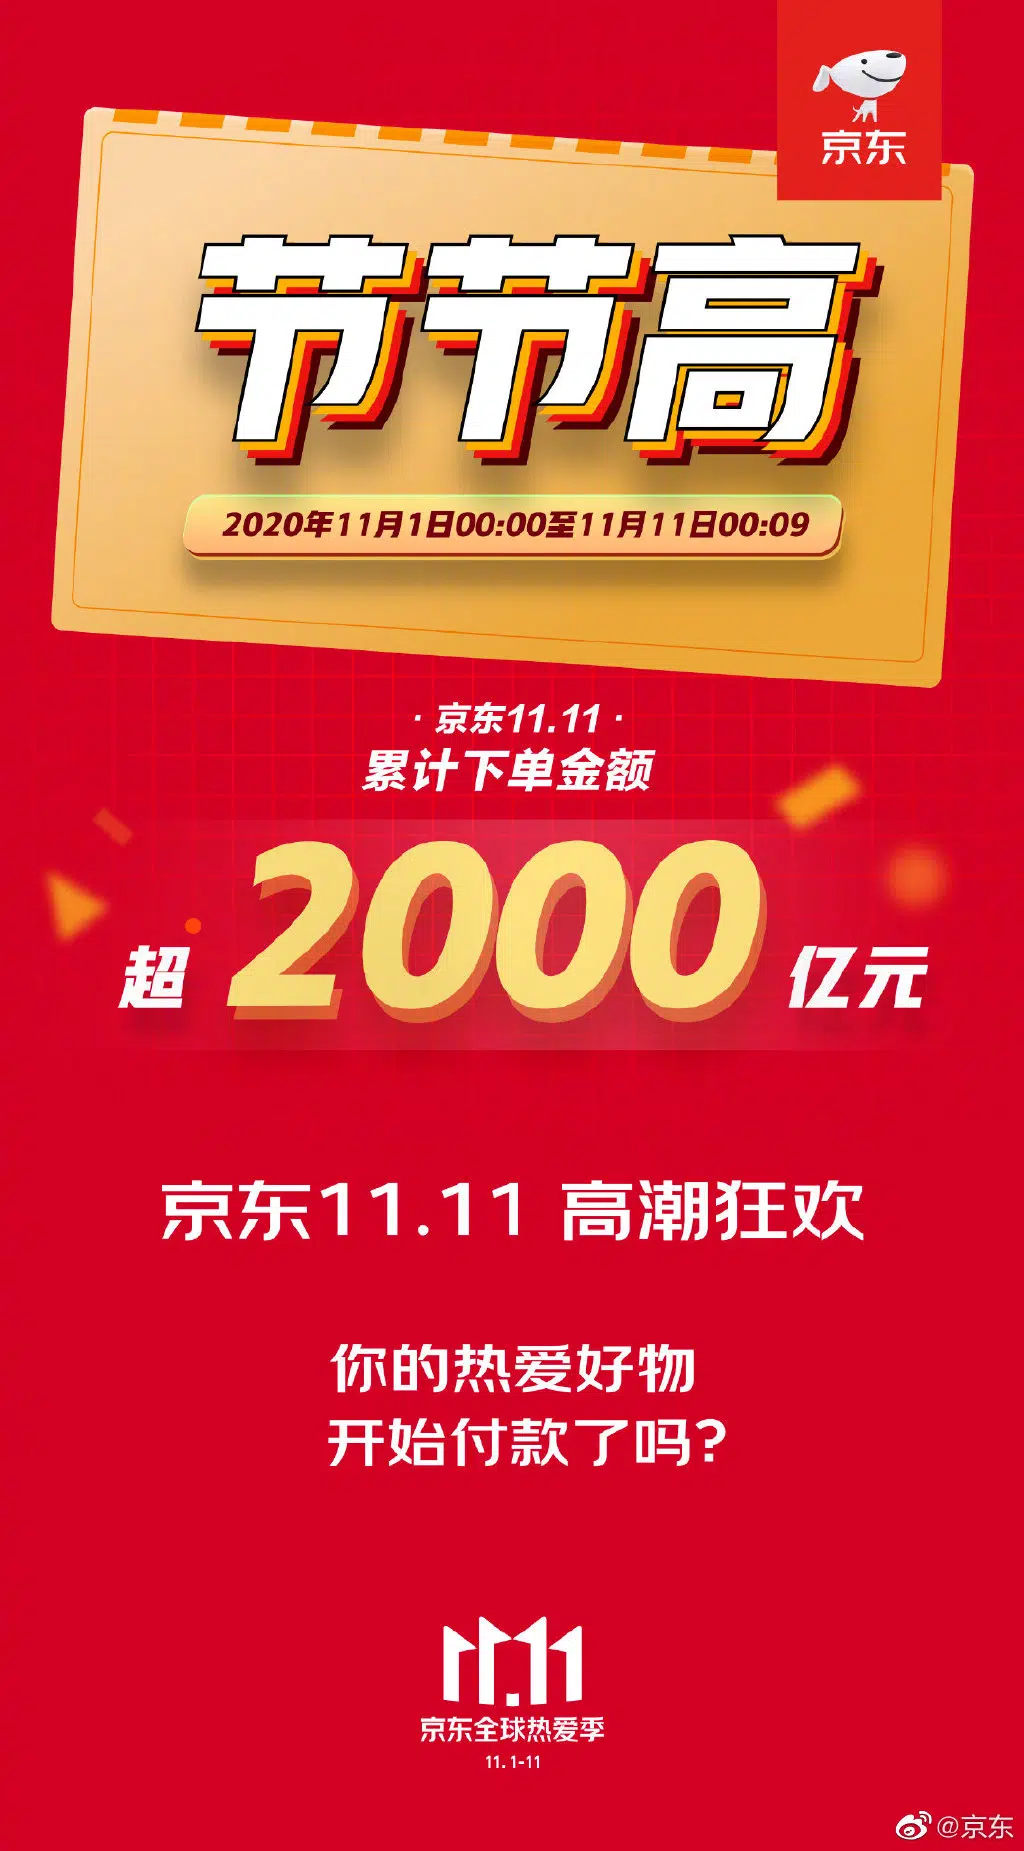 京东
节节高
2020年11月1日00:00至11月11日00:09
·京东11.11·
累计下单金额
超2000亿元
京东11.11 高潮狂欢
你的热爱好物
开始付款了吗?
11.11
京东全球热爱季
11.1-11
@京东